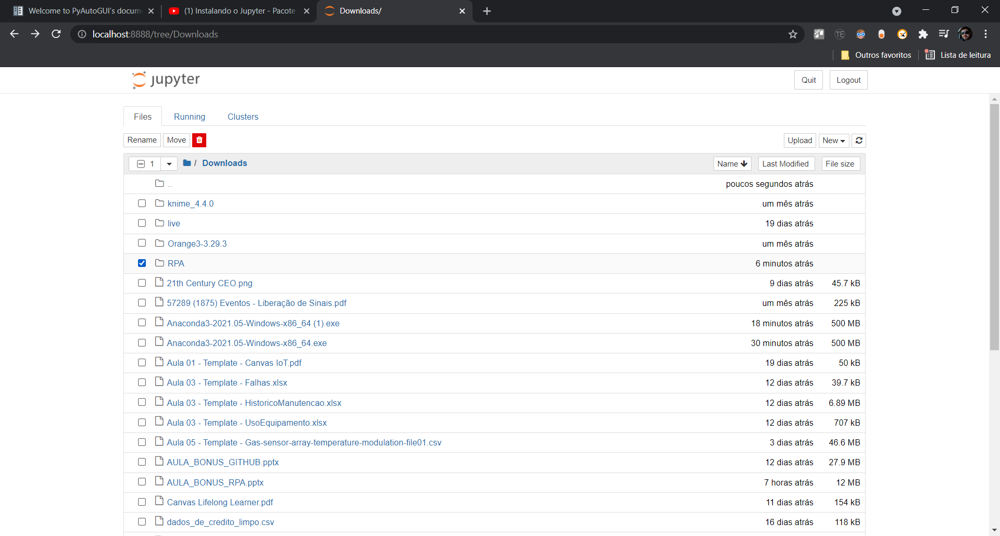 Welcome to PyAutoGUI's docum
(1) Instalando o Jupyter - Pacote
Downloads/
localhost:8888/tree/Downloads
TE
Outros favoritos
Lista de leitura
jupyter
Quit
Logout
Files
Running
Clusters
Rename
Move
Upload
New
1
/
Downloads
Name
Last Modified
File size
.. poucos segundos atrás
knime_4.4.0 um mês atrás
live 19 dias atrás
Orange3-3.29.3 um mês atrás
RPA 6 minutos atrás
21th Century CEO.png 9 dias atrás 45.7 kB
57289 (1875) Eventos - Liberação de Sinais.pdf um mês atrás 225 kB
Anaconda3-2021.05-Windows-x86_64 (1).exe 18 minutos atrás 500 MB
Anaconda3-2021.05-Windows-x86_64.exe 30 minutos atrás 500 MB
Aula 01 - Template - Canvas IoT.pdf 19 dias atrás 50 kB
Aula 03 - Template - Falhas.xlsx 12 dias atrás 39.7 kB
Aula 03 - Template - HistoricoManutencao.xlsx 12 dias atrás 6.89 MB
Aula 03 - Template - UsoEquipamento.xlsx 12 dias atrás 707 kB
Aula 05 - Template - Gas-sensor-array-temperature-modulation-file01.csv 3 dias atrás 46.6 MB
AULA_BONUS_GITHUB.pptx 12 dias atrás 27.9 MB
AULA_BONUS_RPA.pptx 7 horas atrás 12 MB
Canvas Lifelong Learner.pdf 11 dias atrás 154 kB
dados_de_credito_limpo.csv 16 dias atrás 118 kB